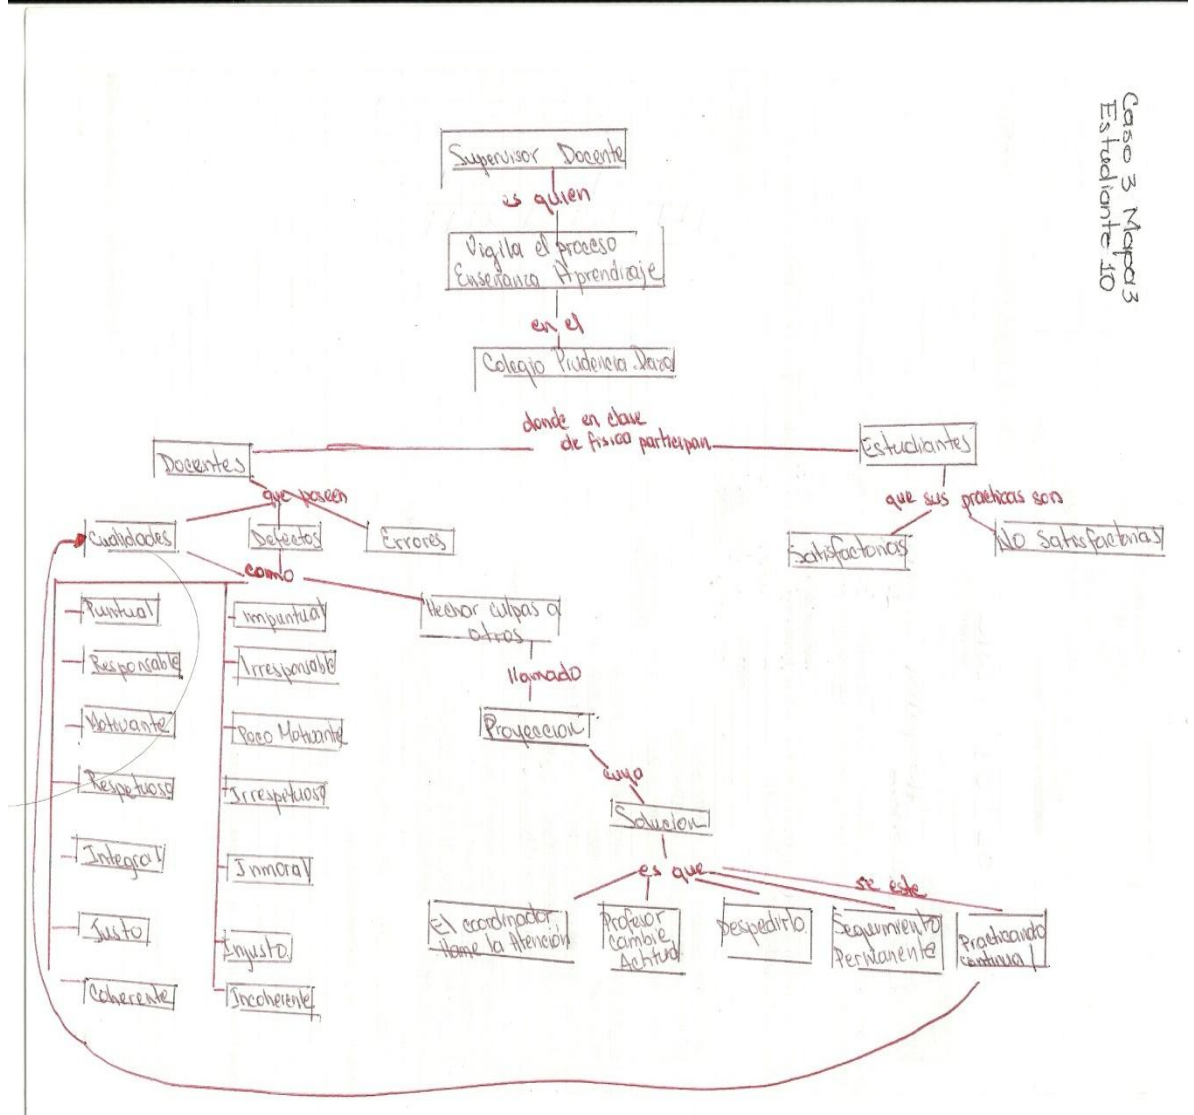 Caso 3 Mapa 3
Estudiante 10
Supervisor Docente
es quien
Vigila el proceso
Enseñanza Aprendizaje
en el
Colegio Prudencia Daza
donde en clase
de física participan
Docentes
Estudiantes
que poseen
que sus practicas son
Cualidades
Defectos
Errores
Satisfactorias
No Satisfactorias
como
Puntual
impuntual
Hechar culpas a
otros
Responsable
Irresponsable
llamado
Motivante
Poco Motivante
Proyeccion
cuya
Respetuoso
Irrespetuoso
Solucion
Integral
Inmoral
es que
se este
El coordinador
llame la Atención
Profesor
Cambie
Actitud
Despedirlo
Seguimiento
Permanente
Practicando
continua
Justo
Injusto
Coherente
Incoherente